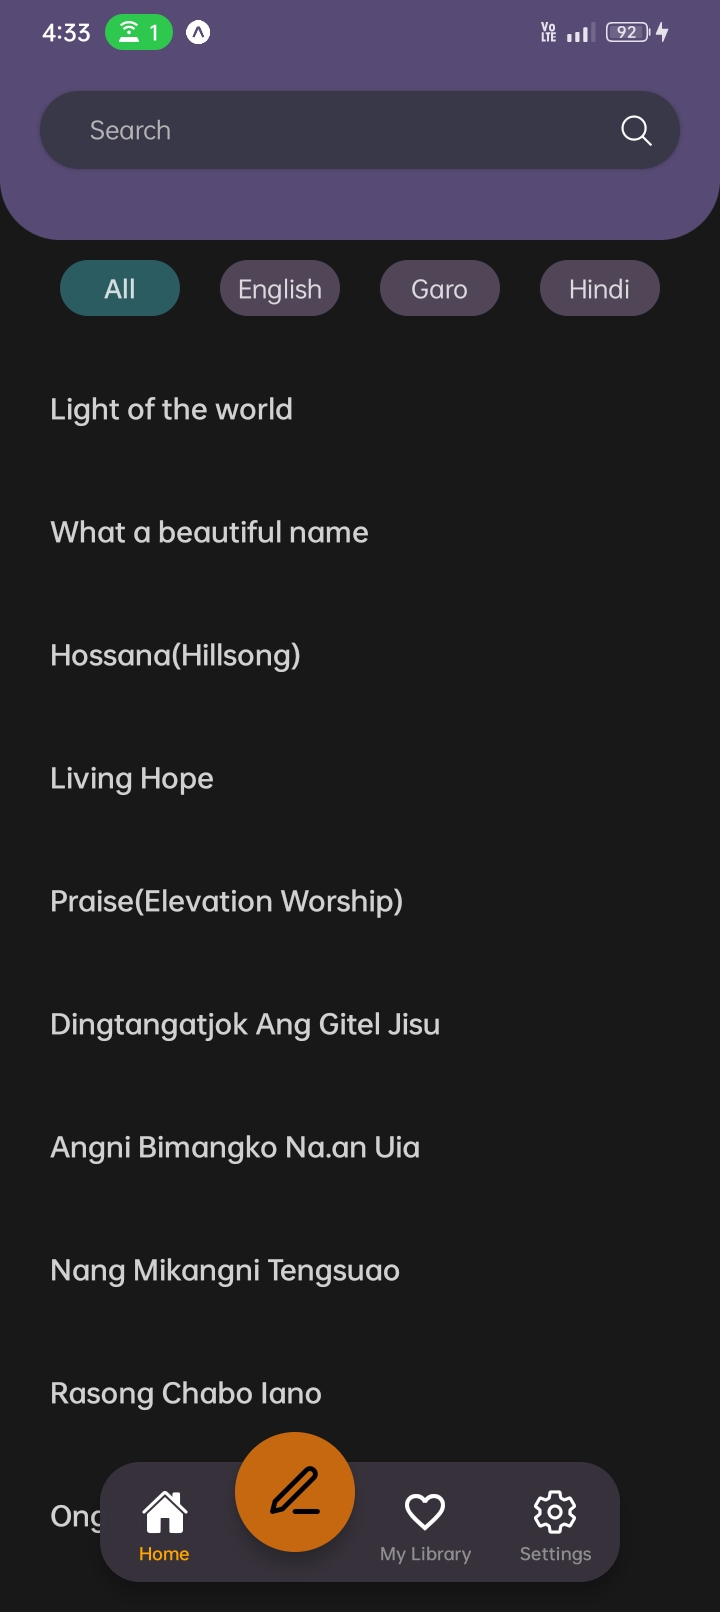 4:33
1
Vo LTE
92
Search
All English Garo Hindi
Light of the world
What a beautiful name
Hossana(Hillsong)
Living Hope
Praise(Elevation Worship)
Dingtangatjok Ang Gitel Jisu
Angni Bimangko Na.an Uia
Nang Mikangni Tengsuao
Rasong Chabo Iano
Home
My Library
Settings